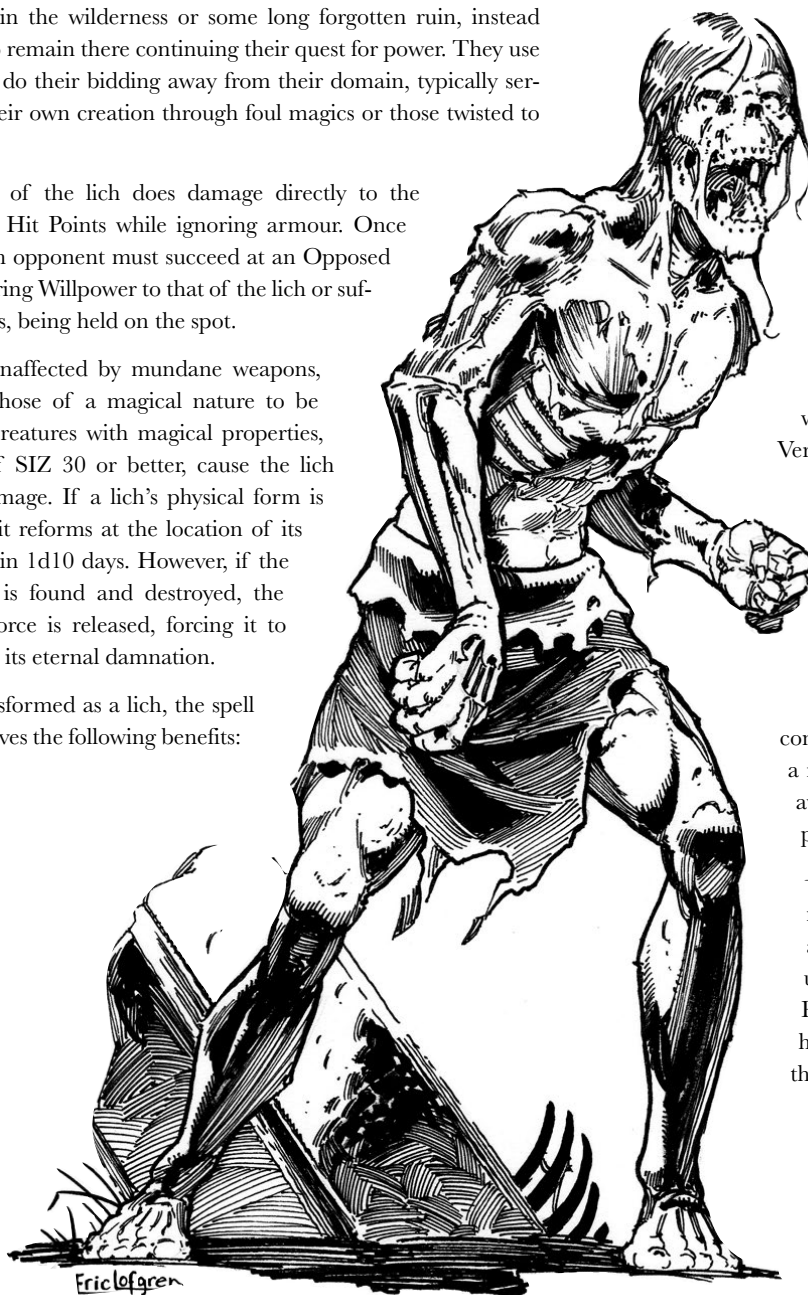 in the wilderness or some long forgotten ruin, instead
o remain there continuing their quest for power. They use
do their bidding away from their domain, typically ser-
eir own creation through foul magics or those twisted to
of the lich does damage directly to the
Hit Points while ignoring armour. Once
n opponent must succeed at an Opposed
ring Willpower to that of the lich or suf-
s, being held on the spot.
naffected by mundane weapons,
hose of a magical nature to be
reatures with magical properties,
f SIZ 30 or better, cause the lich
mage. If a lich’s physical form is
it reforms at the location of its
in 1d10 days. However, if the
is found and destroyed, the
orce is released, forcing it to
its eternal damnation.
sformed as a lich, the spell
ves the following benefits:
Ver
a
h
th
Eric Lofgren